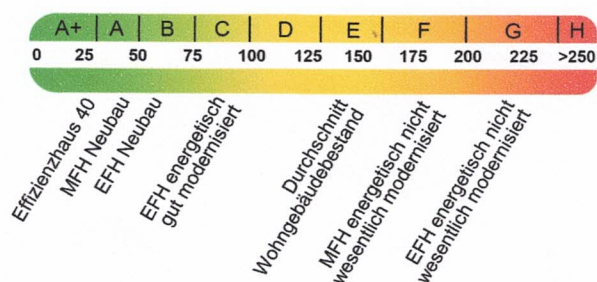 A+ A B C D E F G H
0 25 50 75 100 125 150 175 200 225 >250
Effizienzhaus 40
MFH Neubau
EFH Neubau
EFH energetisch
gut modernisiert
Durchschnitt
Wohngebäudebestand
MFH energetisch nicht
wesentlich modernisiert
EFH energetisch nicht
wesentlich modernisiert